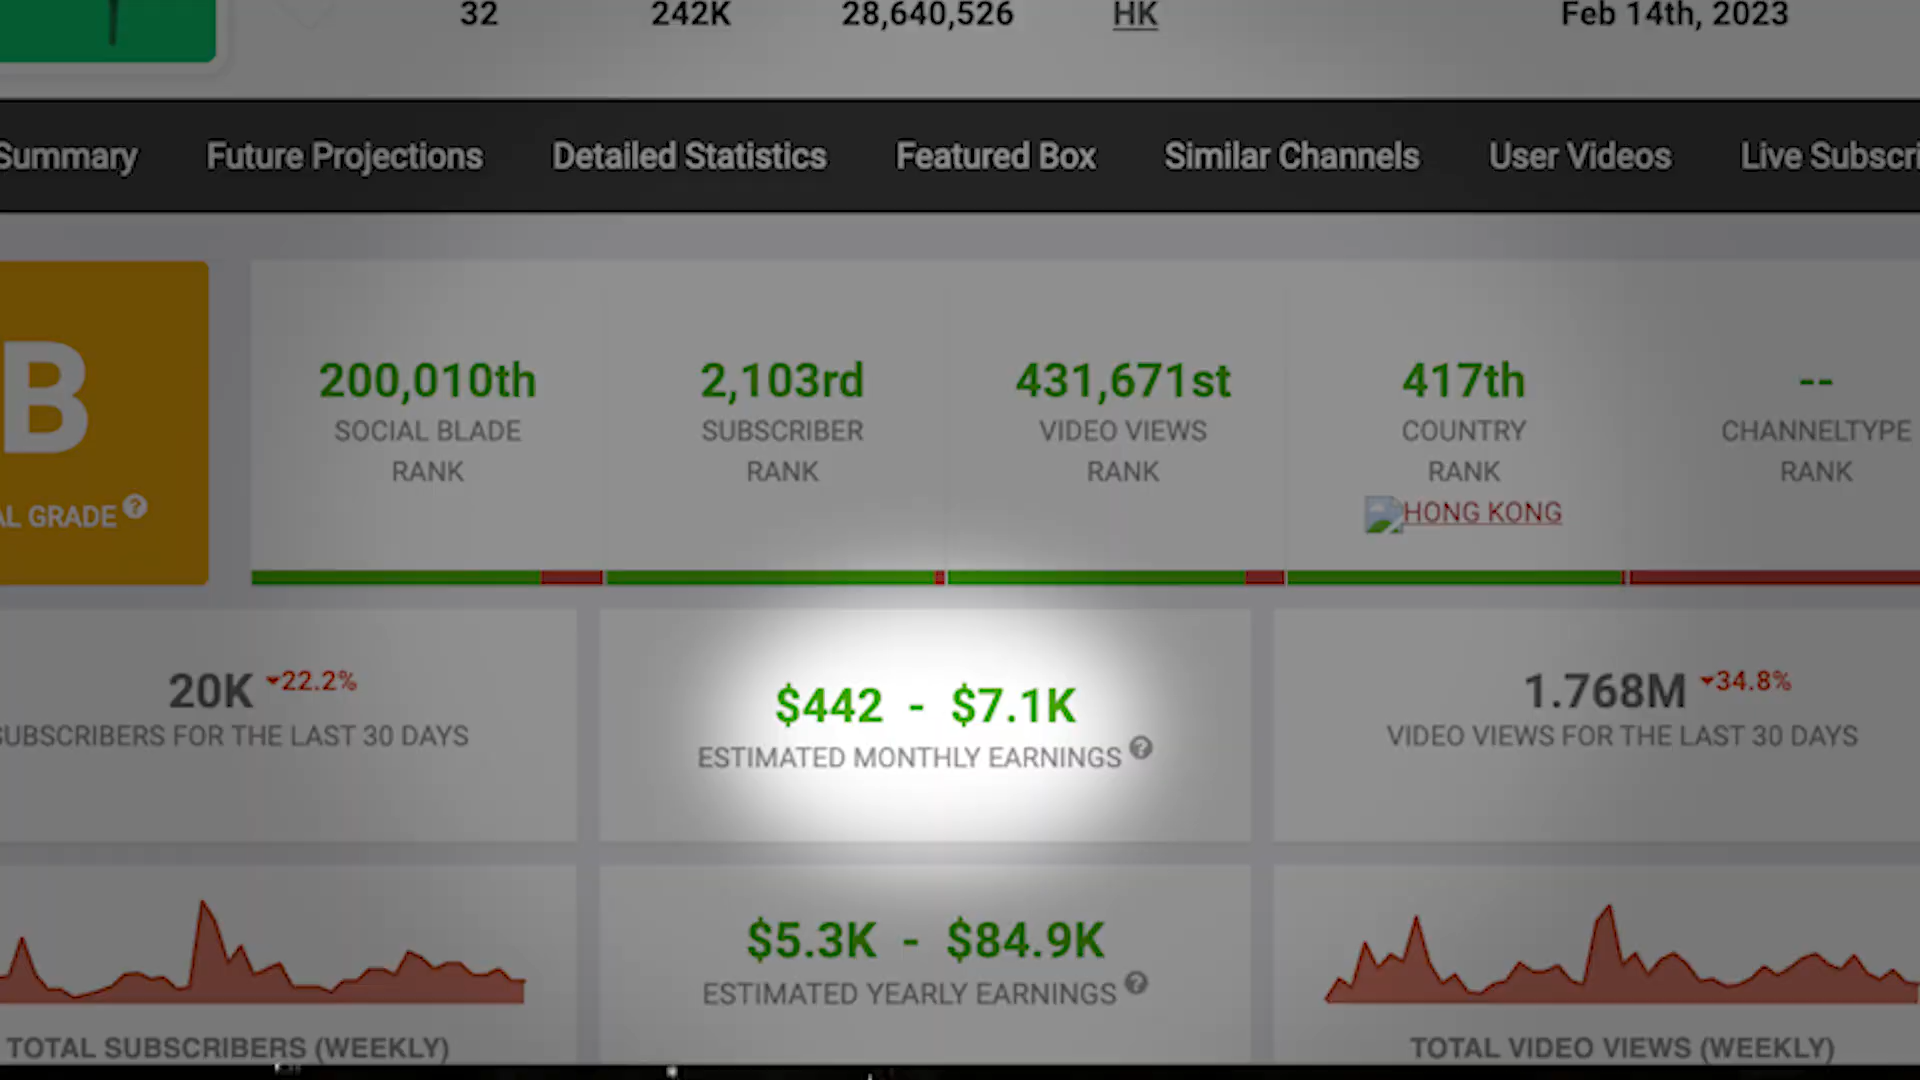 32 242K 28,640,526 HK Feb 14th, 2023
Summary Future Projections Detailed Statistics Featured Box Similar Channels User Videos Live Subscri
B
AL GRADE ?
200,010th
SOCIAL BLADE
RANK
2,103rd
SUBSCRIBER
RANK
431,671st
VIDEO VIEWS
RANK
417th
COUNTRY
RANK
HONG KONG
--
CHANNELTYPE
RANK
20K 22.2%
SUBSCRIBERS FOR THE LAST 30 DAYS
$442 - $7.1K
ESTIMATED MONTHLY EARNINGS ?
1.768M 34.8%
VIDEO VIEWS FOR THE LAST 30 DAYS
$5.3K - $84.9K
ESTIMATED YEARLY EARNINGS ?
TOTAL SUBSCRIBERS (WEEKLY)
TOTAL VIDEO VIEWS (WEEKLY)